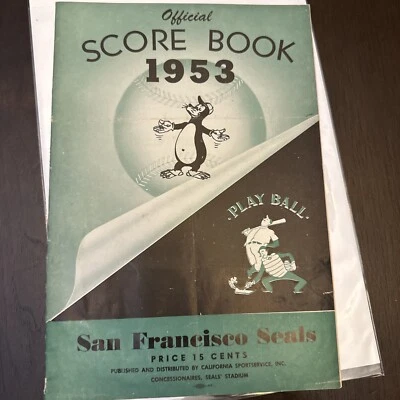 Official
SCORE BOOK
1953
PLAY BALL
San Francisco Seals
PRICE 15 CENTS
PUBLISHED AND DISTRIBUTED BY CALIFORNIA SPORTSERVICE, INC.
CONCESSIONAIRES, SEALS' STADIUM